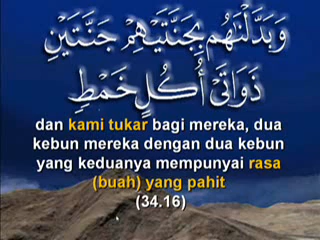 وَبَدَّلْنَاهُم بِجَنَّتَيْهِمْ جَنَّتَيْنِ
ذَوَاتَىْ أُكُلٍ خَمْطٍ
dan kami tukar bagi mereka, dua
kebun mereka dengan dua kebun
yang keduanya mempunyai rasa
(buah) yang pahit
(34.16)